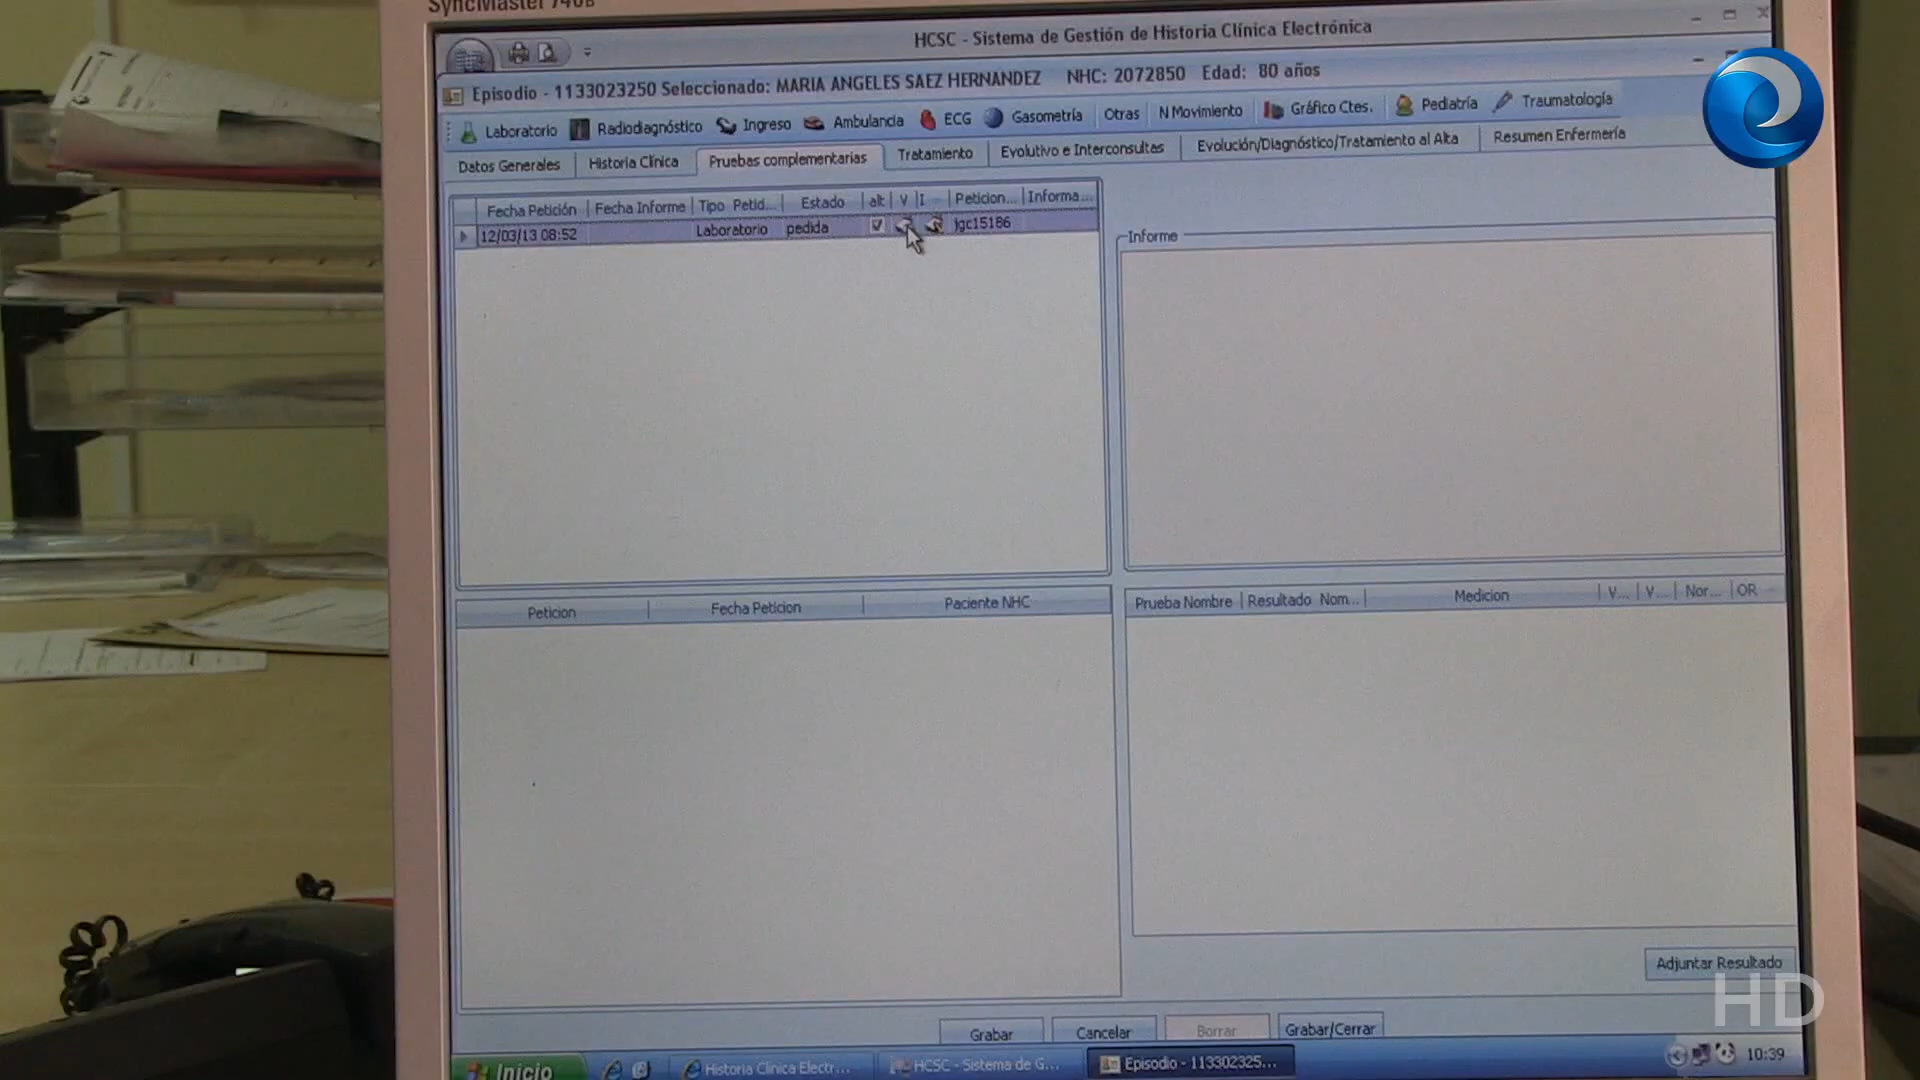 SyncMaster 740B
HCSC - Sistema de Gestión de Historia Clínica Electrónica
Episodio - 1133023250 Seleccionado: MARIA ANGELES SAEZ HERNANDEZ NHC: 2072850 Edad: 80 años
Laboratorio Radiodiagnóstico Ingreso Ambulancia ECG Gasometría Otras N Movimiento Gráfico Ctes. Pediatría Traumatología
Datos Generales Historia Clínica Pruebas complementarias Tratamiento Evolutivo e Interconsultas Evolución/Diagnóstico/Tratamiento al Alta Resumen Enfermería
Fecha Petición Fecha Informe Tipo Petid... Estado alt V I Peticion... Informa...
12/03/13 08:52 Laboratorio pedida jgc15186
Informe
Peticion Fecha Peticion Paciente NHC
Prueba Nombre Resultado Nom... Medicion V... V... Nor... OR
Adjuntar Resultado
HD
Grabar Cancelar Borrar Grabar/Cerrar
Inicio Historia Clinica Electr... HCSC - Sistema de G... Episodio - 113302325... 10:39